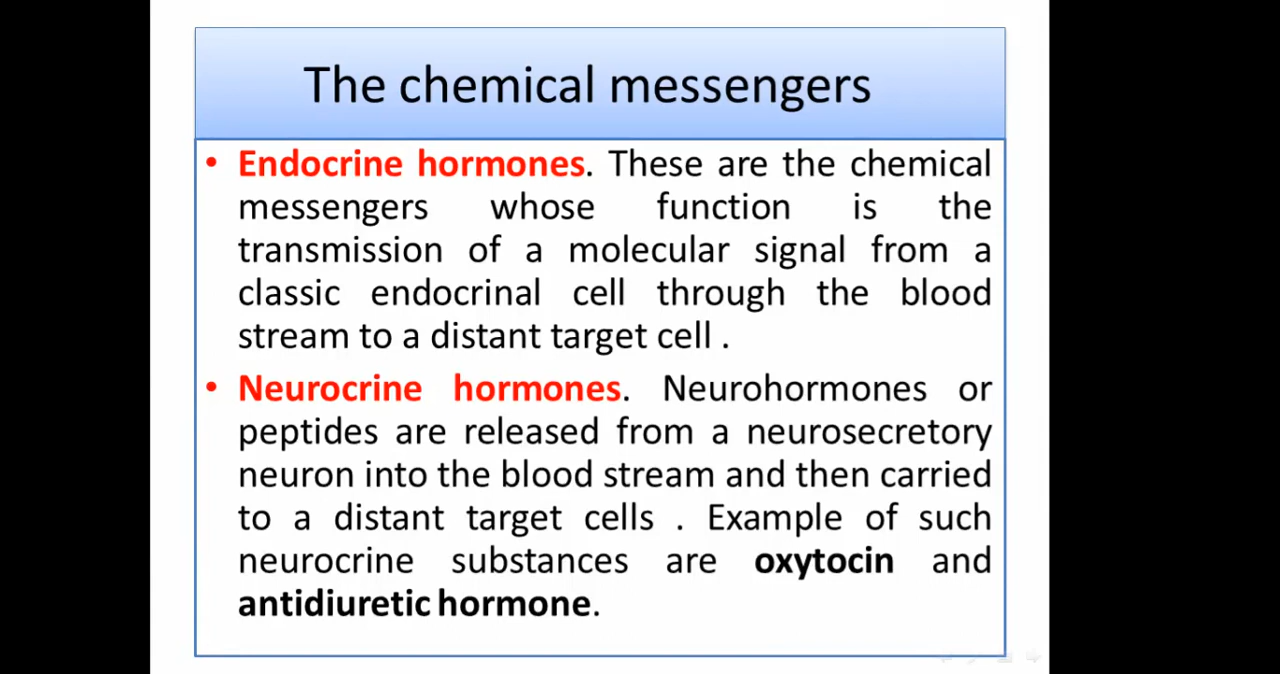 The chemical messengers
• Endocrine hormones. These are the chemical
messengers whose function is the
transmission of a molecular signal from a
classic endocrinal cell through the blood
stream to a distant target cell .
• Neurocrine hormones. Neurohormones or
peptides are released from a neurosecretory
neuron into the blood stream and then carried
to a distant target cells . Example of such
neurocrine substances are oxytocin and
antidiuretic hormone.